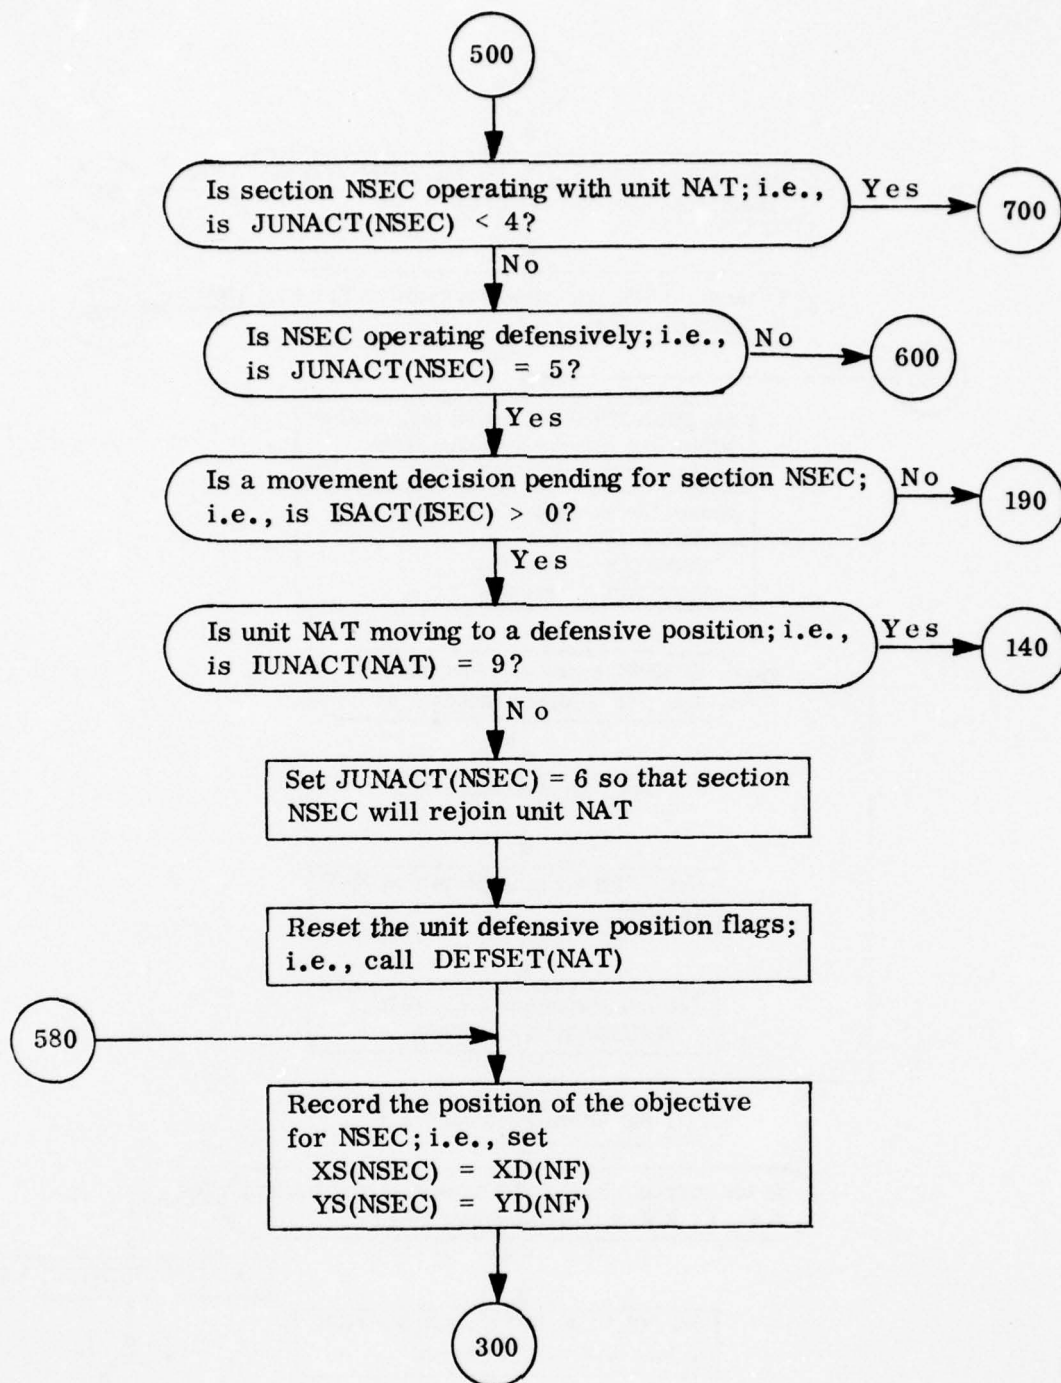 500
Is section NSEC operating with unit NAT; i.e.,
is JUNACT(NSEC) < 4?
Yes
700
No
Is NSEC operating defensively; i.e.,
is JUNACT(NSEC) = 5?
No
600
Yes
Is a movement decision pending for section NSEC;
i.e., is ISACT(ISEC) > 0?
No
190
Yes
Is unit NAT moving to a defensive position; i.e.,
is IUNACT(NAT) = 9?
Yes
140
No
Set JUNACT(NSEC) = 6 so that section
NSEC will rejoin unit NAT
Reset the unit defensive position flags;
i.e., call DEFSET(NAT)
580
Record the position of the objective
for NSEC; i.e., set
XS(NSEC) = XD(NF)
YS(NSEC) = YD(NF)
300